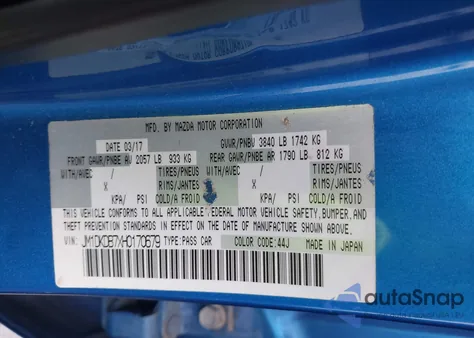 MFD. BY MAZDA MOTOR CORPORATION
DATE 03/17 GVWR/PNBV 3840 LB 1742 KG
FRONT GAWR/PNBE AV 2057 LB 933 KG REAR GAWR/PNBE AR 1790 LB 812 KG
WITH/AVEC TIRES/PNEUS WITH/AVEC TIRES/PNEUS
X RIMS/JANTES X RIMS/JANTES
KPA/ PSI COLD/A FROID KPA/ PSI COLD/A FROID
THIS VEHICLE CONFORMS TO ALL APPLICABLE FEDERAL MOTOR VEHICLE SAFETY, BUMPER, AND
THEFT PREVENTION STANDARDS IN EFFECT ON THE DATE OF MANUFACTURE SHOWN ABOVE.
VIN: JM1DKDB7XH0170679 TYPE: PASS CAR COLOR CODE: 44J MADE IN JAPAN
autoSnap